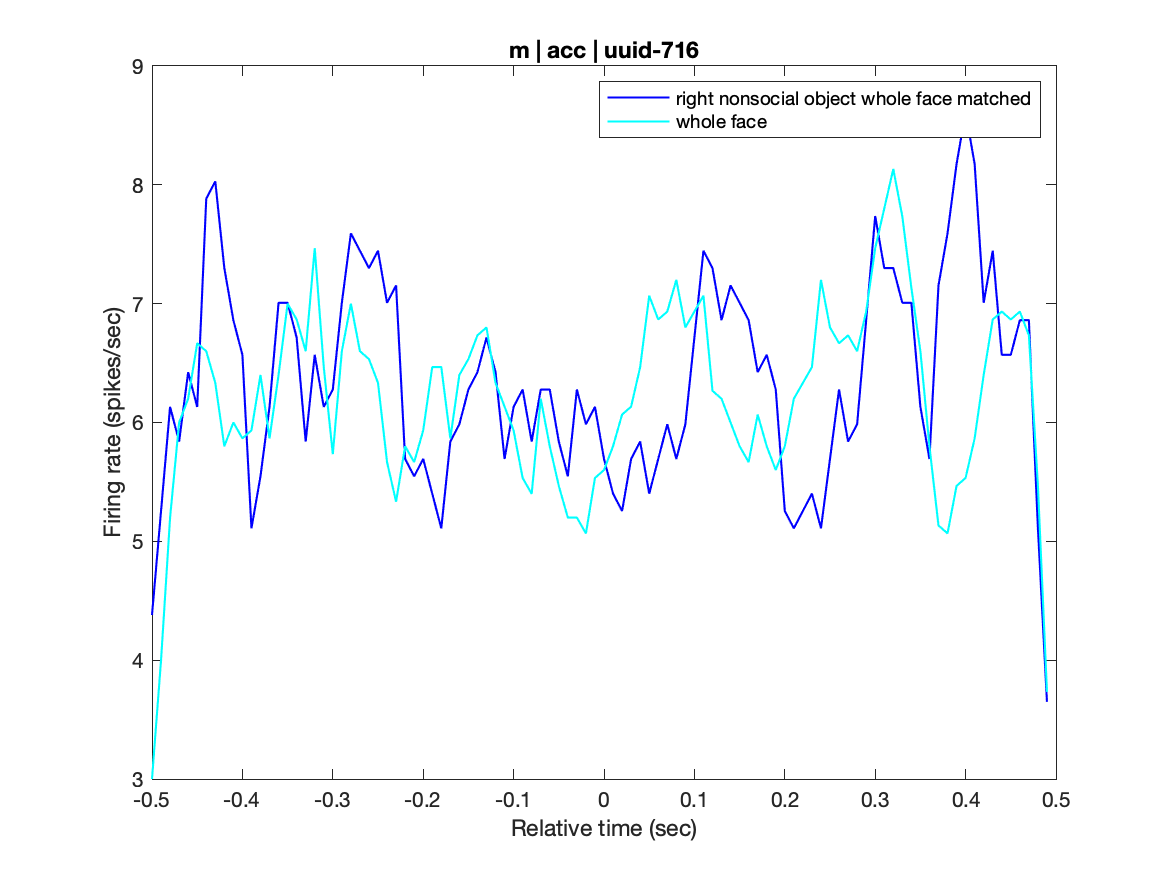 m | acc | uuid-716
right nonsocial object whole face matched
whole face
Firing rate (spikes/sec)
9
8
7
6
5
4
3
-0.5 -0.4 -0.3 -0.2 -0.1 0 0.1 0.2 0.3 0.4 0.5
Relative time (sec)